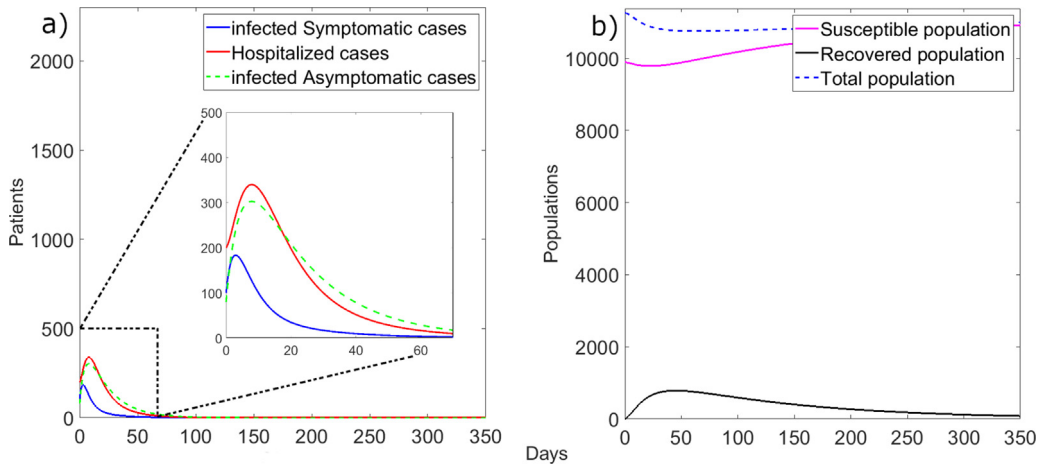 a)
infected Symptomatic cases
Hospitalized cases
infected Asymptomatic cases
Patients
2000
1500
1000
500
0
0 50 100 150 200 250 300 350
500
400
300
200
100
0
0 20 40 60
b)
Susceptible population
Recovered population
Total population
Populations
10000
8000
6000
4000
2000
0
0 50 100 150 200 250 300 350
Days